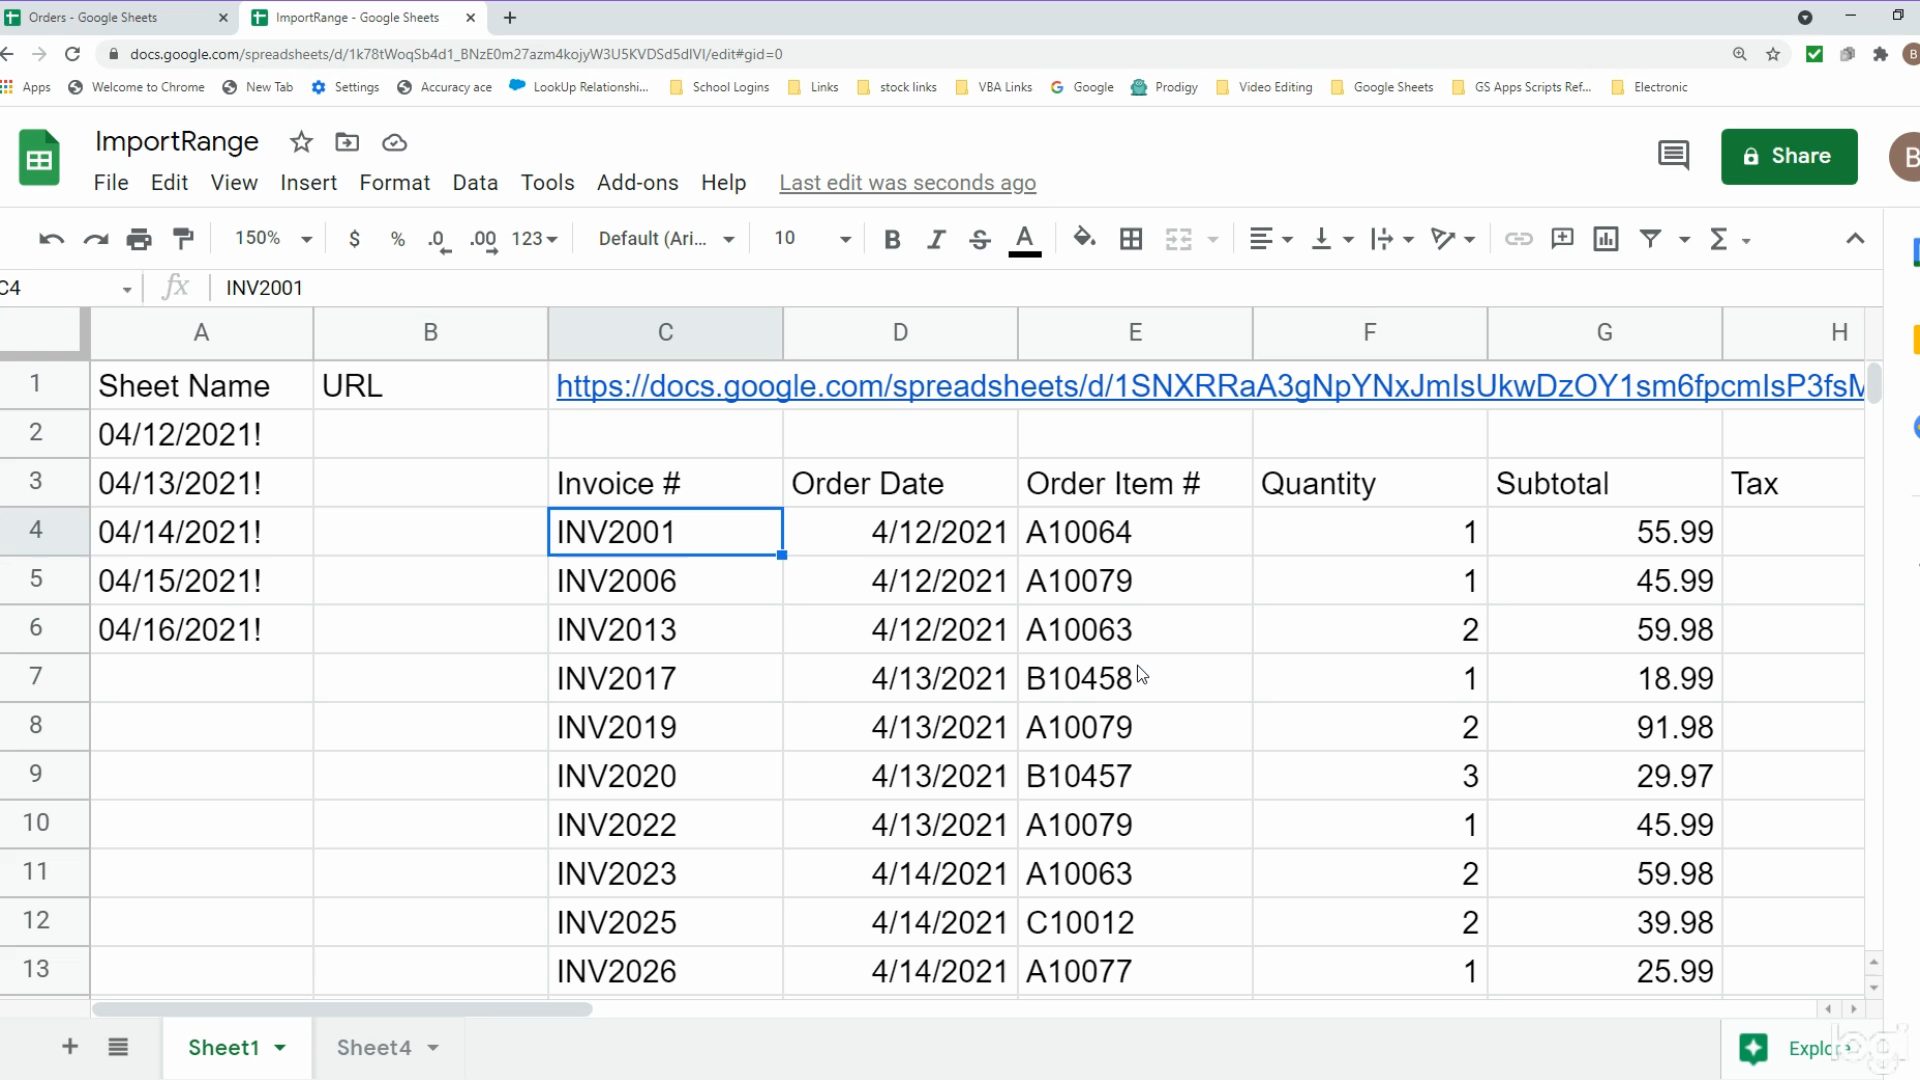 Orders - Google Sheets
ImportRange - Google Sheets
docs.google.com/spreadsheets/d/1k78tWoqSb4d1_BNzE0m27azm4kojyW3U5KVDSd5dIVI/edit#gid=0
Apps Welcome to Chrome New Tab Settings Accuracy ace LookUp Relationshi... School Logins Links stock links VBA Links Google Prodigy Video Editing Google Sheets GS Apps Scripts Ref... Electronic
ImportRange
File Edit View Insert Format Data Tools Add-ons Help Last edit was seconds ago
Share
B
150% $ % .0 .00 123 Default (Ari... 10 B I S A
C4 fx INV2001
A B C D E F G H
1 Sheet Name URL https://docs.google.com/spreadsheets/d/1SNXRRaA3gNpYNxJmIsUkwDzOY1sm6fpcmIsP3fsM
2 04/12/2021!
3 04/13/2021! Invoice # Order Date Order Item # Quantity Subtotal Tax
4 04/14/2021! INV2001 4/12/2021 A10064 1 55.99
5 04/15/2021! INV2006 4/12/2021 A10079 1 45.99
6 04/16/2021! INV2013 4/12/2021 A10063 2 59.98
7 INV2017 4/13/2021 B10458 1 18.99
8 INV2019 4/13/2021 A10079 2 91.98
9 INV2020 4/13/2021 B10457 3 29.97
10 INV2022 4/13/2021 A10079 1 45.99
11 INV2023 4/14/2021 A10063 2 59.98
12 INV2025 4/14/2021 C10012 2 39.98
13 INV2026 4/14/2021 A10077 1 25.99
Sheet1 Sheet4
Explore
logi